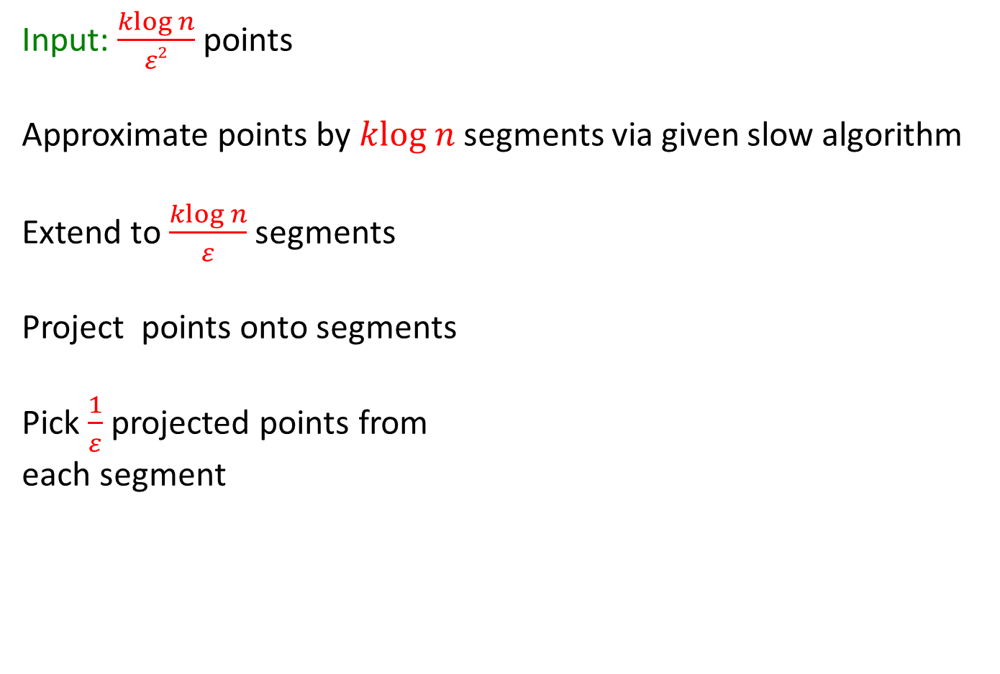 Input: $\frac{k \log n}{\varepsilon^2}$ points
Approximate points by $k \log n$ segments via given slow algorithm
Extend to $\frac{k \log n}{\varepsilon}$ segments
Project points onto segments
Pick $\frac{1}{\varepsilon}$ projected points from
each segment